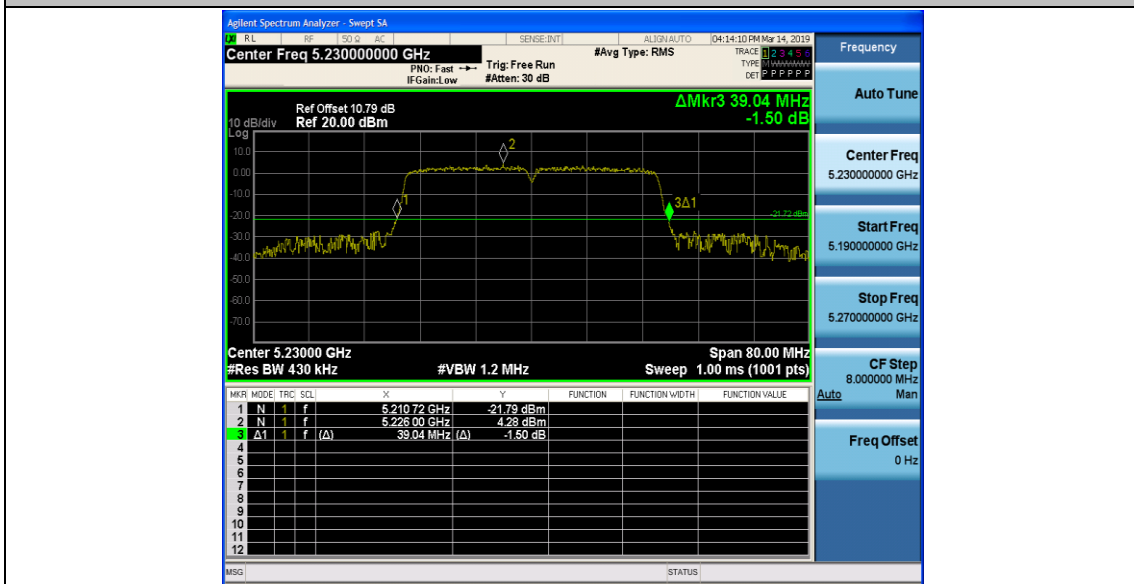 Agilent Spectrum Analyzer - Swept SA
RL RF 50 Ω AC SENSE:INT ALIGN AUTO 04:14:10 PM Mar 14, 2019
Center Freq 5.230000000 GHz
#Avg Type: RMS
TRACE 1 2 3 4 5 6
PNO: Fast Trig: Free Run
TYPE M WWWWW
IFGain:Low #Atten: 30 dB
DET P P P P P P
ΔMkr3 39.04 MHz
-1.50 dB
Ref Offset 10.79 dB
10 dB/div Ref 20.00 dBm
Log
10.0
0.00
-10.0
-20.0
-30.0
-40.0
-50.0
-60.0
-70.0
2
1
3Δ1
-21.72 dBm
Center 5.23000 GHz Span 80.00 MHz
#Res BW 430 kHz #VBW 1.2 MHz Sweep 1.00 ms (1001 pts)
MKR MODE TRC SCL X Y FUNCTION FUNCTION WIDTH FUNCTION VALUE
1 N 1 f 5.210 72 GHz -21.79 dBm
2 N 1 f 5.226 00 GHz 4.28 dBm
3 Δ1 1 f (Δ) 39.04 MHz (Δ) -1.50 dB
4
5
6
7
8
9
10
11
12
MSG STATUS
Frequency
Auto Tune
Center Freq
5.230000000 GHz
Start Freq
5.190000000 GHz
Stop Freq
5.270000000 GHz
CF Step
8.000000 MHz
Auto Man
Freq Offset
0 Hz